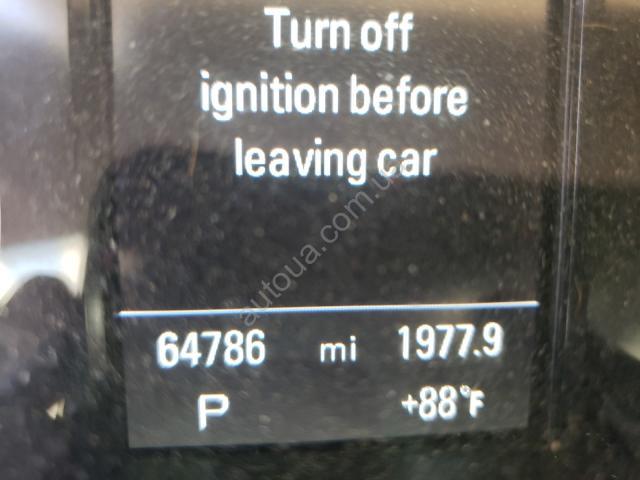 Turn off
ignition before
leaving car
autoua.com.ua
64786 mi 1977.9
P +88°F